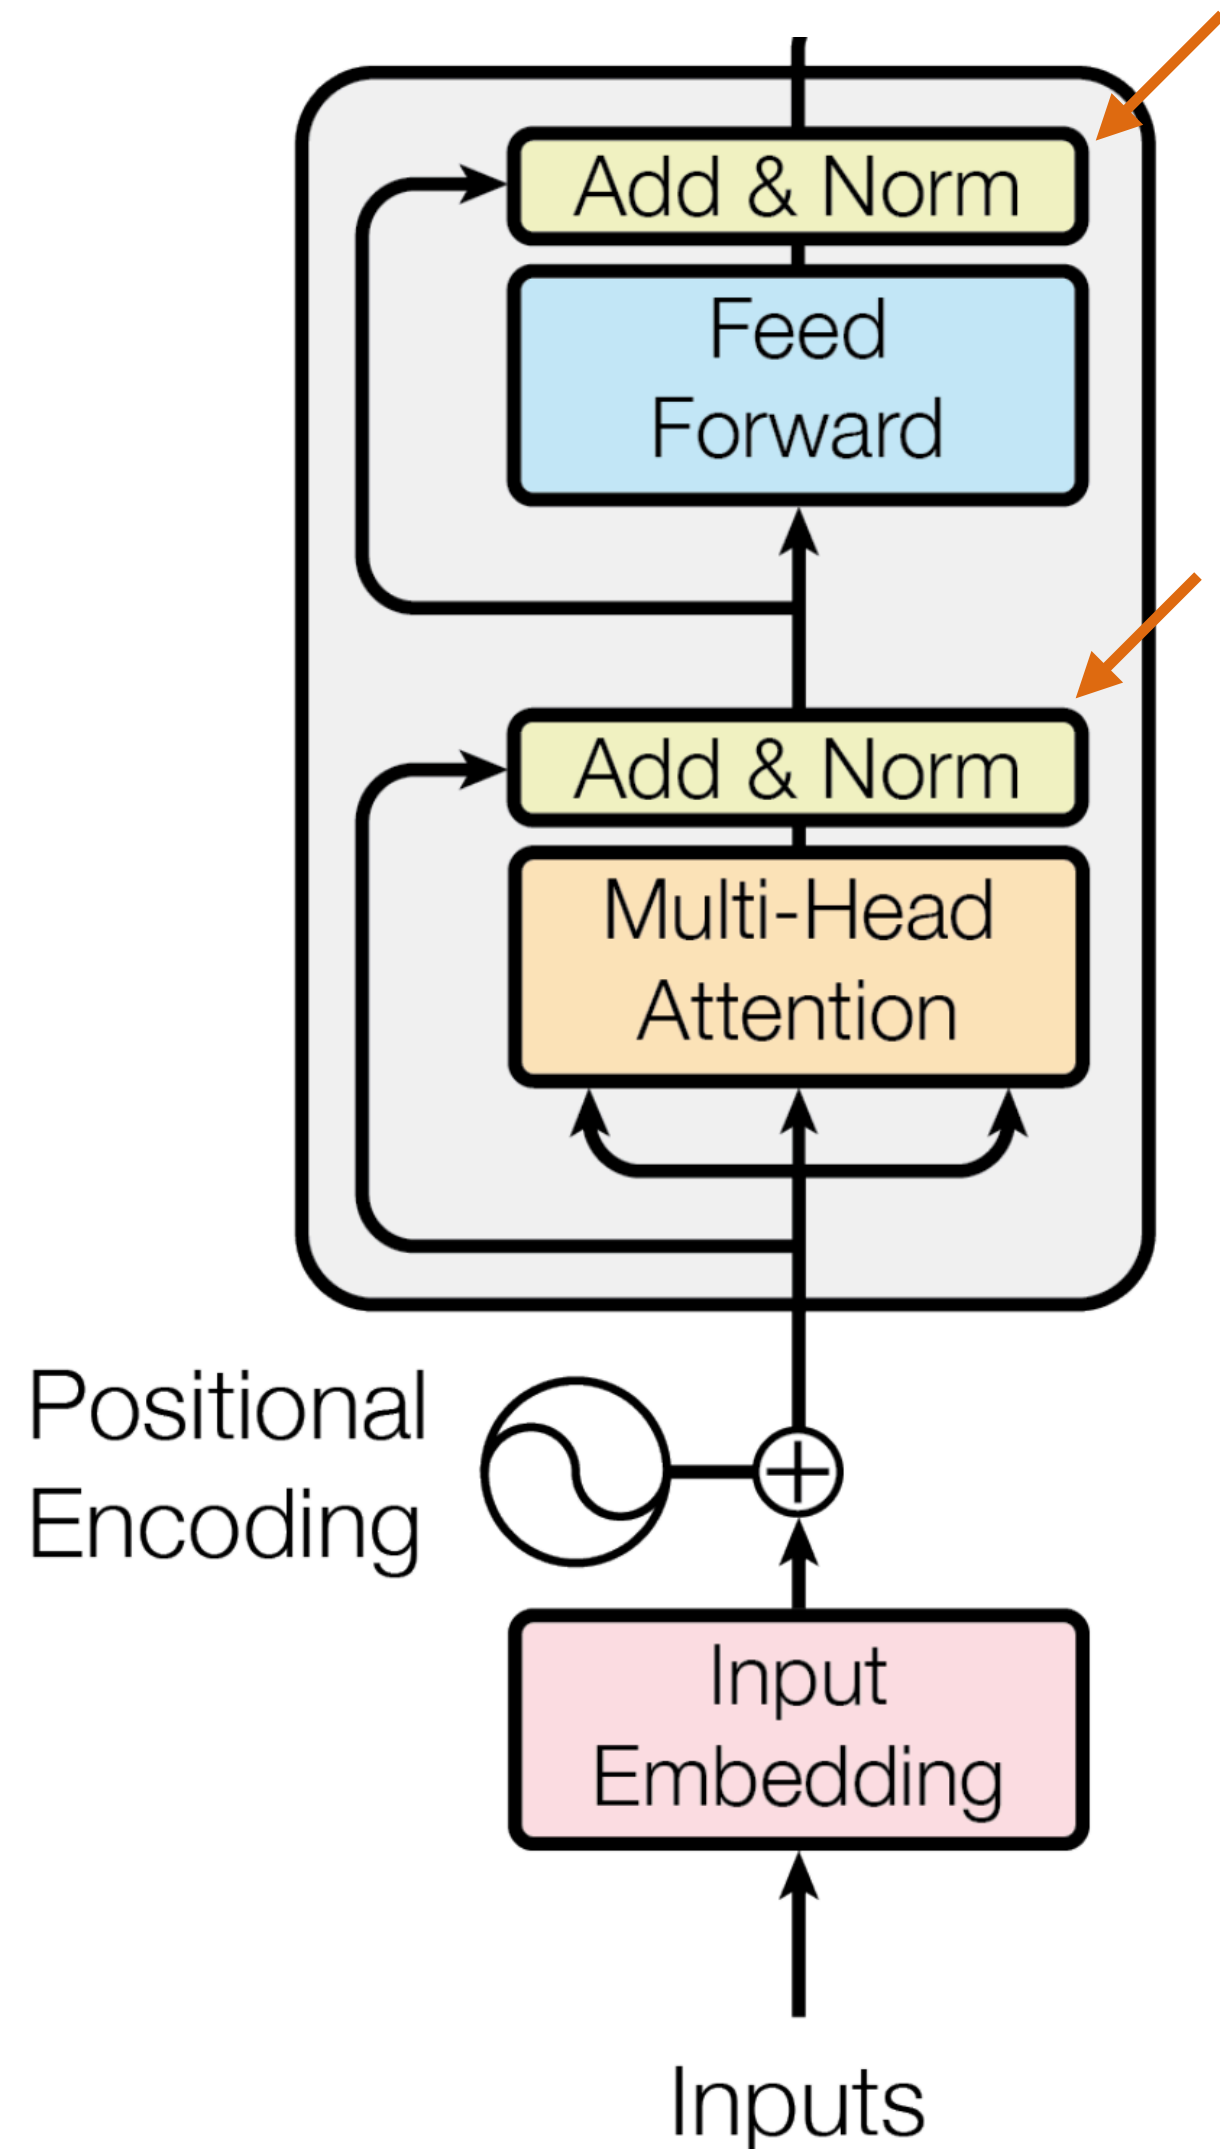 Add & Norm
Feed
Forward
Add & Norm
Multi-Head
Attention
Positional
Encoding
Input
Embedding
Inputs